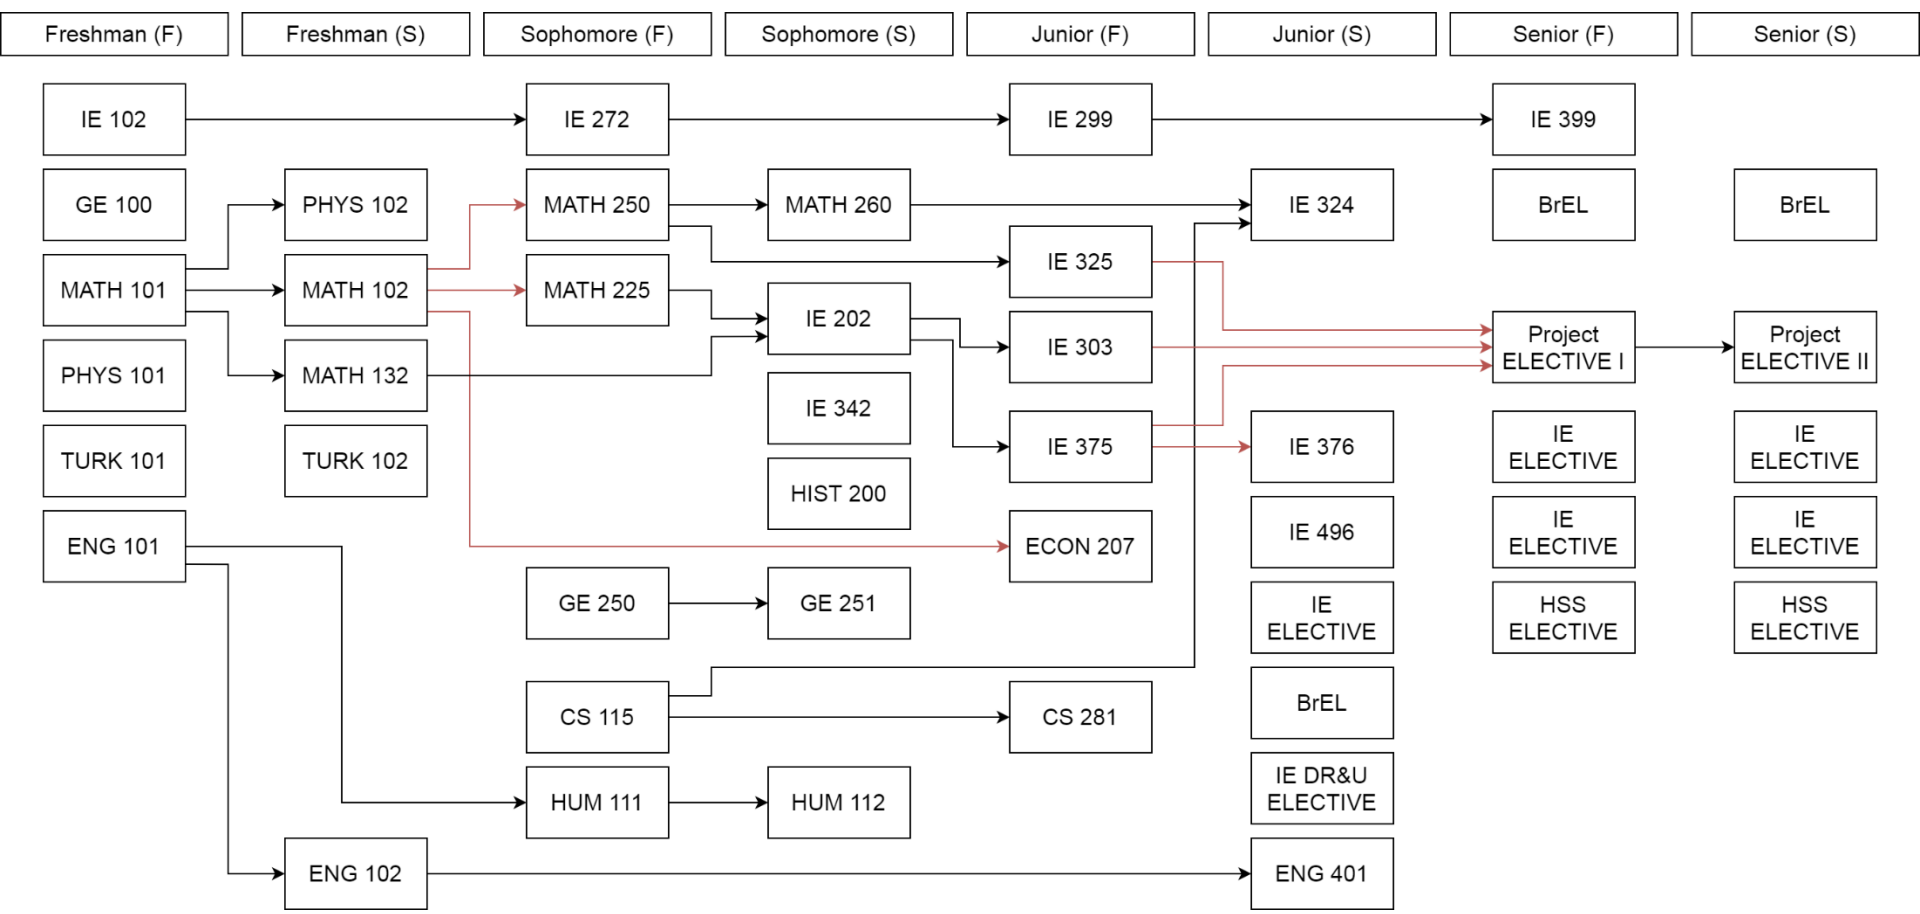 Freshman (F)
Freshman (S)
Sophomore (F)
Sophomore (S)
Junior (F)
Junior (S)
Senior (F)
Senior (S)
IE 102
GE 100
MATH 101
PHYS 101
TURK 101
ENG 101
PHYS 102
MATH 102
MATH 132
TURK 102
ENG 102
IE 272
MATH 250
MATH 225
GE 250
CS 115
HUM 111
MATH 260
IE 202
IE 342
HIST 200
GE 251
HUM 112
IE 299
IE 325
IE 303
IE 375
ECON 207
CS 281
IE 324
IE 376
IE 496
IE
ELECTIVE
BrEL
IE DR&U
ELECTIVE
ENG 401
IE 399
BrEL
Project
ELECTIVE I
IE
ELECTIVE
IE
ELECTIVE
HSS
ELECTIVE
BrEL
Project
ELECTIVE II
IE
ELECTIVE
IE
ELECTIVE
HSS
ELECTIVE